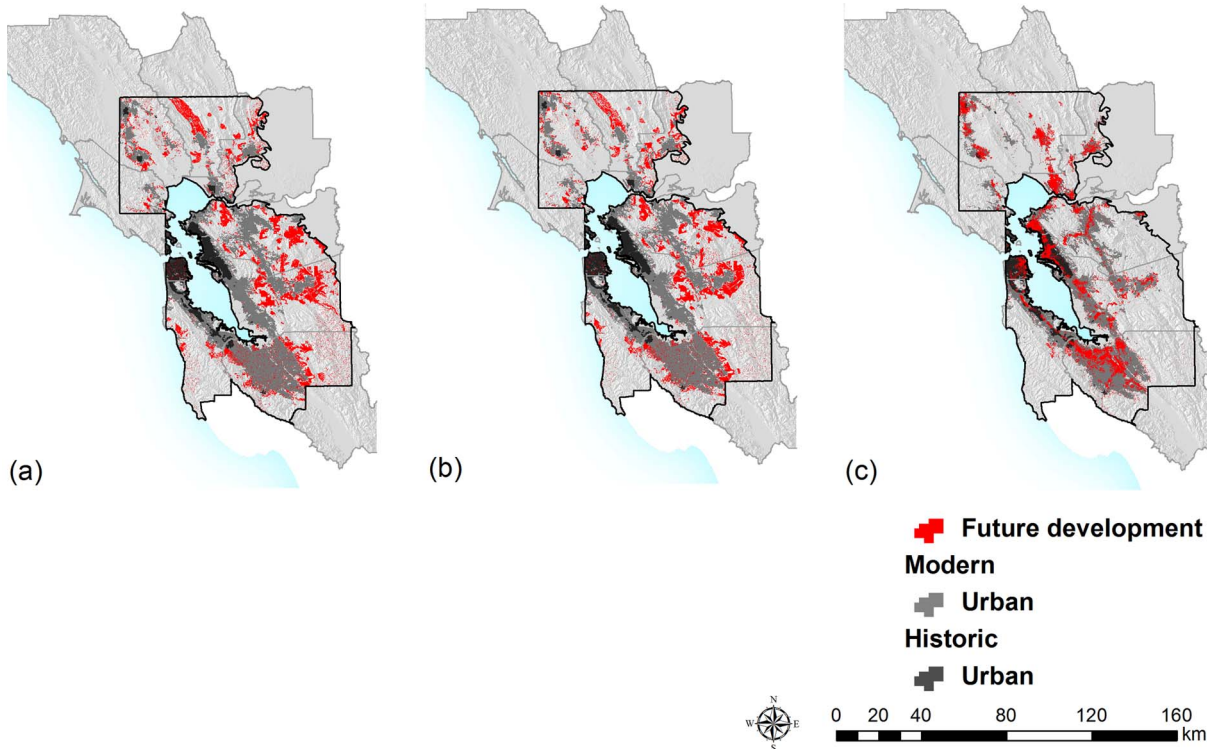 (a)
(b)
(c)
Future development
Modern
Urban
Historic
Urban
N
W E
S
0 20 40 80 120 160
km